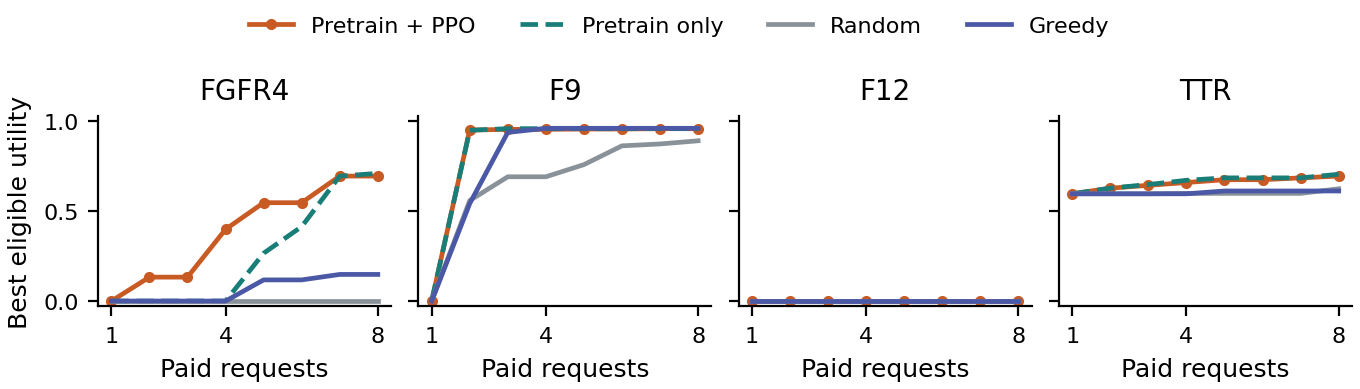 Pretrain + PPO Pretrain only Random Greedy
FGFR4 F9 F12 TTR
Best eligible utility
1.0
0.5
0.0
1 4 8 1 4 8 1 4 8 1 4 8
Paid requests Paid requests Paid requests Paid requests